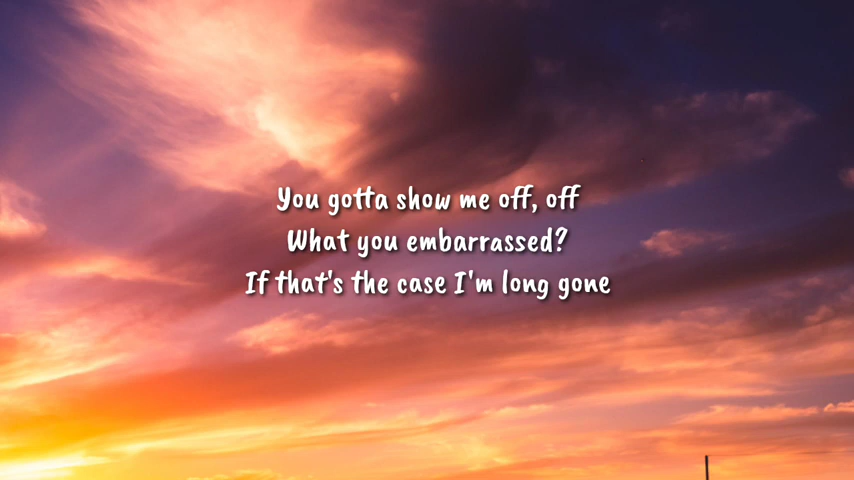 You gotta show me off, off
What you embarrassed?
If that's the case I'm long gone